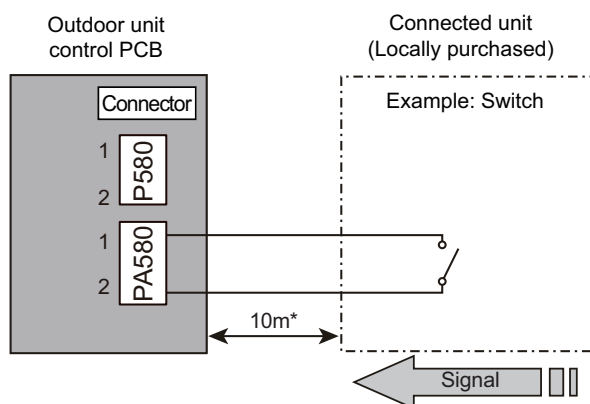 Outdoor unit
control PCB
Connected unit
(Locally purchased)
Connector
Example: Switch
1
P580
2
1
PA580
2
10m*
Signal